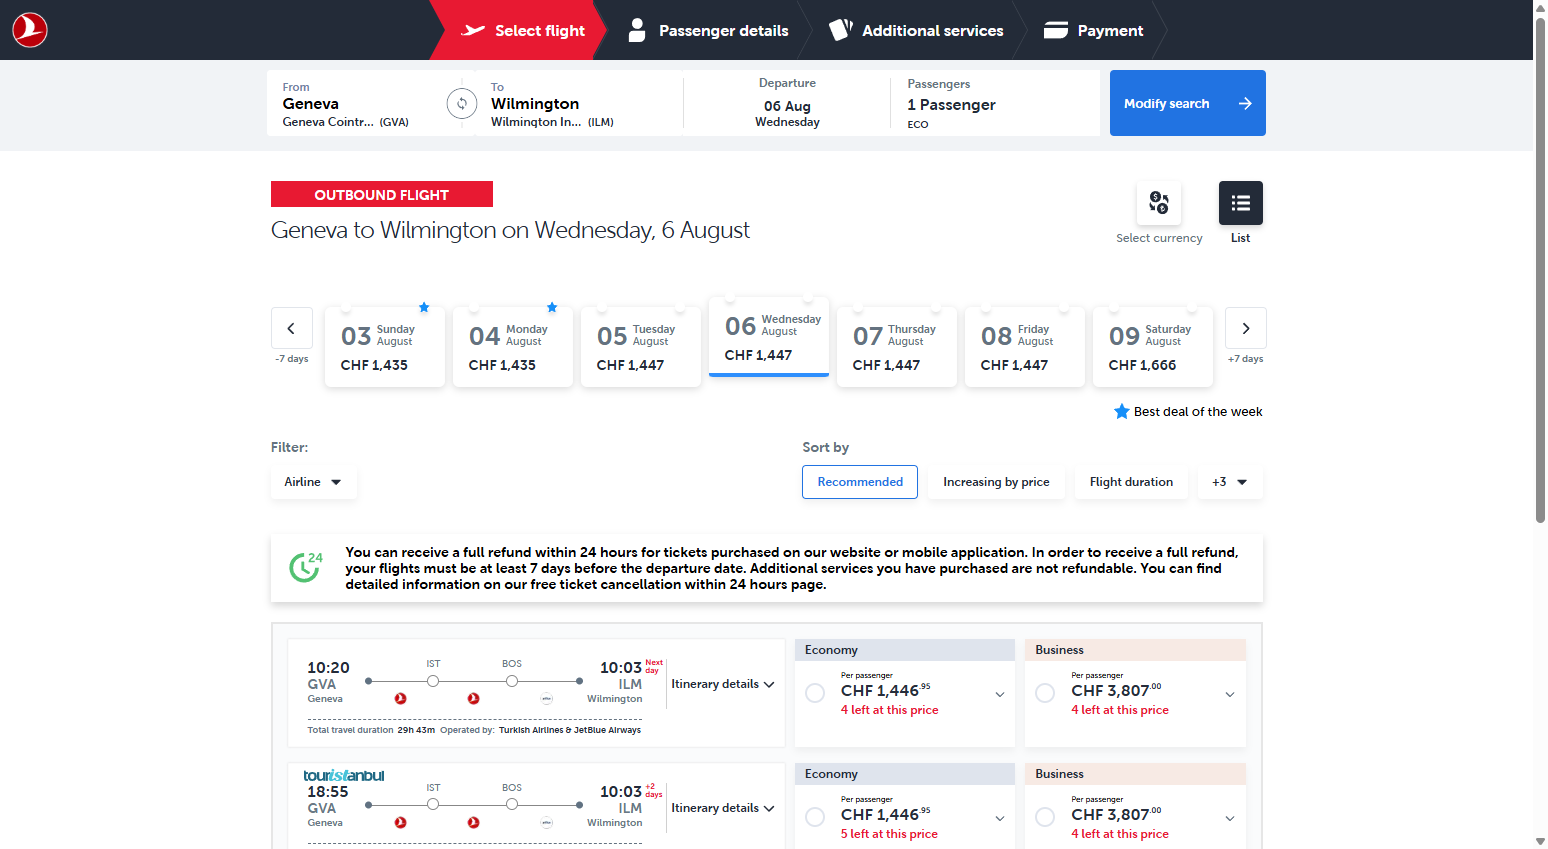 Select flight
Passenger details
Additional services
Payment
From
Geneva
Geneva Cointr... (GVA)
To
Wilmington
Wilmington In... (ILM)
Departure
06 Aug
Wednesday
Passengers
1 Passenger
ECO
Modify search
OUTBOUND FLIGHT
Geneva to Wilmington on Wednesday, 6 August
Select currency
List
-7 days
03 Sunday August
CHF 1,435
04 Monday August
CHF 1,435
05 Tuesday August
CHF 1,447
06 Wednesday August
CHF 1,447
07 Thursday August
CHF 1,447
08 Friday August
CHF 1,447
09 Saturday August
CHF 1,666
+7 days
Best deal of the week
Filter:
Airline
Sort by
Recommended
Increasing by price
Flight duration
+3
24
You can receive a full refund within 24 hours for tickets purchased on our website or mobile application. In order to receive a full refund,
your flights must be at least 7 days before the departure date. Additional services you have purchased are not refundable. You can find
detailed information on our free ticket cancellation within 24 hours page.
10:20
GVA
Geneva
IST
BOS
10:03 Next day
ILM
Wilmington
Itinerary details
Total travel duration 29h 43m Operated by: Turkish Airlines & JetBlue Airways
Economy
Per passenger
CHF 1,446.95
4 left at this price
Business
Per passenger
CHF 3,807.00
4 left at this price
touristanbul
18:55
GVA
Geneva
IST
BOS
10:03 +2 days
ILM
Wilmington
Itinerary details
Economy
Per passenger
CHF 1,446.95
5 left at this price
Business
Per passenger
CHF 3,807.00
4 left at this price